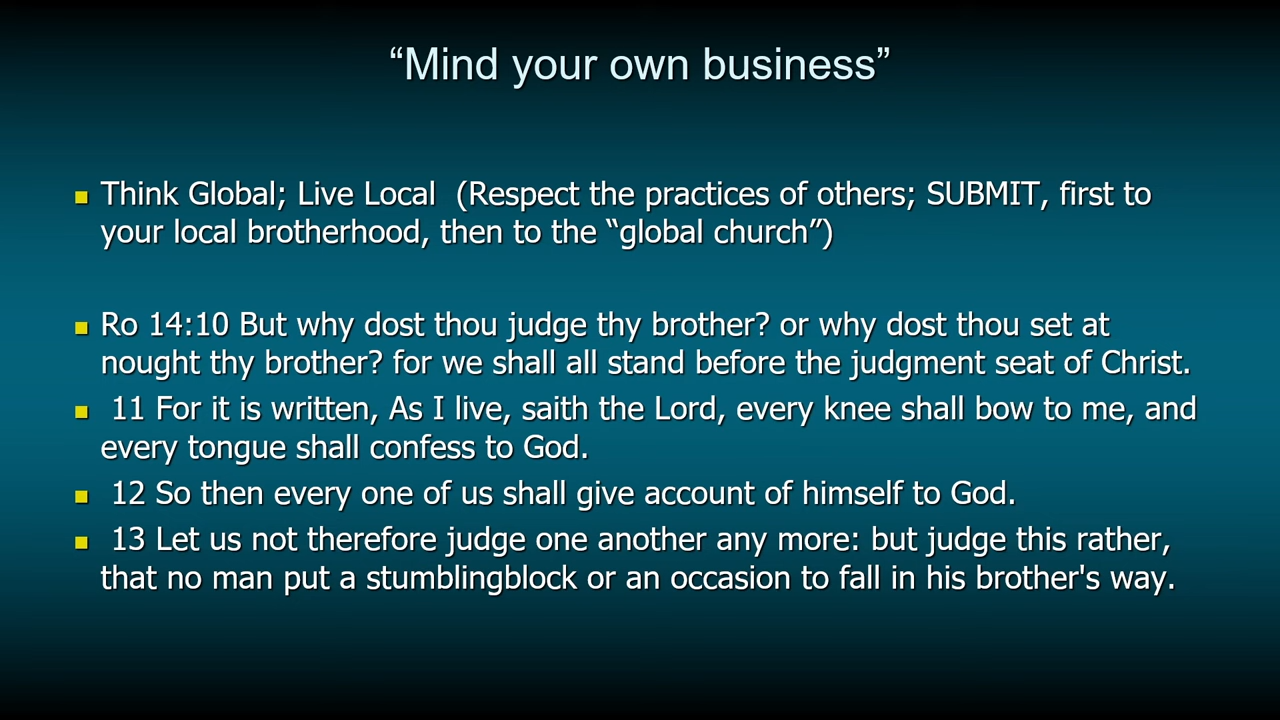 “Mind your own business”
Think Global; Live Local  (Respect the practices of others; SUBMIT, first to
your local brotherhood, then to the “global church”)
Ro 14:10 But why dost thou judge thy brother? or why dost thou set at
nought thy brother? for we shall all stand before the judgment seat of Christ.
11 For it is written, As I live, saith the Lord, every knee shall bow to me, and
every tongue shall confess to God.
12 So then every one of us shall give account of himself to God.
13 Let us not therefore judge one another any more: but judge this rather,
that no man put a stumblingblock or an occasion to fall in his brother's way.